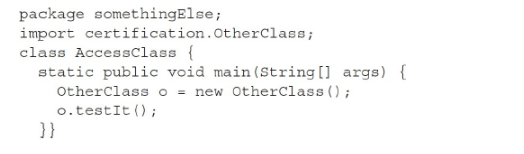 package somethingElse;
import certification.OtherClass;
class AccessClass {
static public void main(String[] args) {
OtherClass o = new OtherClass();
o.testIt();
}}